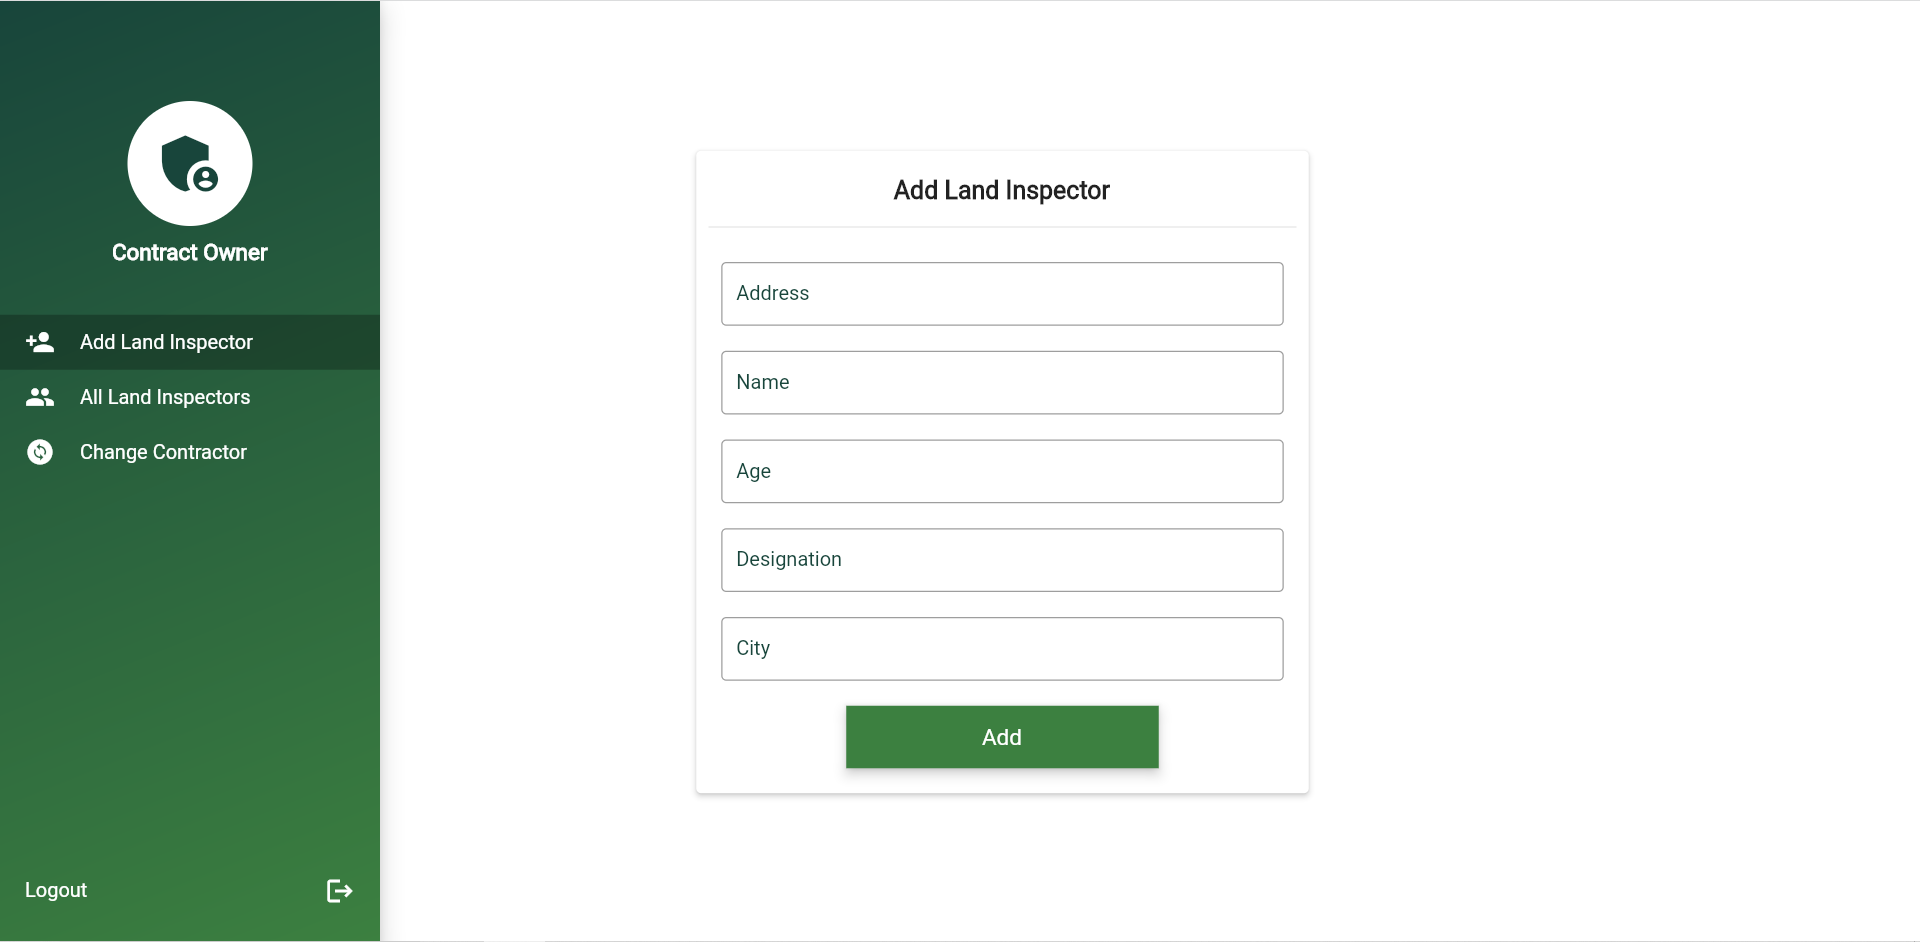 Contract Owner
Add Land Inspector
All Land Inspectors
Change Contractor
Logout
Add Land Inspector
Address
Name
Age
Designation
City
Add